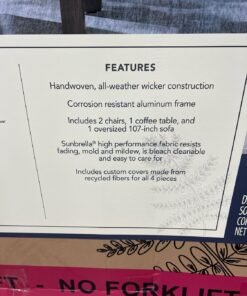 FEATURES
Handwoven, all-weather wicker construction
Corrosion resistant aluminum frame
Includes 2 chairs, 1 coffee table, and
1 oversized 107-inch sofa
Sunbrella® high performance fabric resists
fading, mold and mildew, is bleach cleanable
and easy to care for
Includes custom covers made from
recycled fibers for all 4 pieces
NET
- NO FORKLIFT